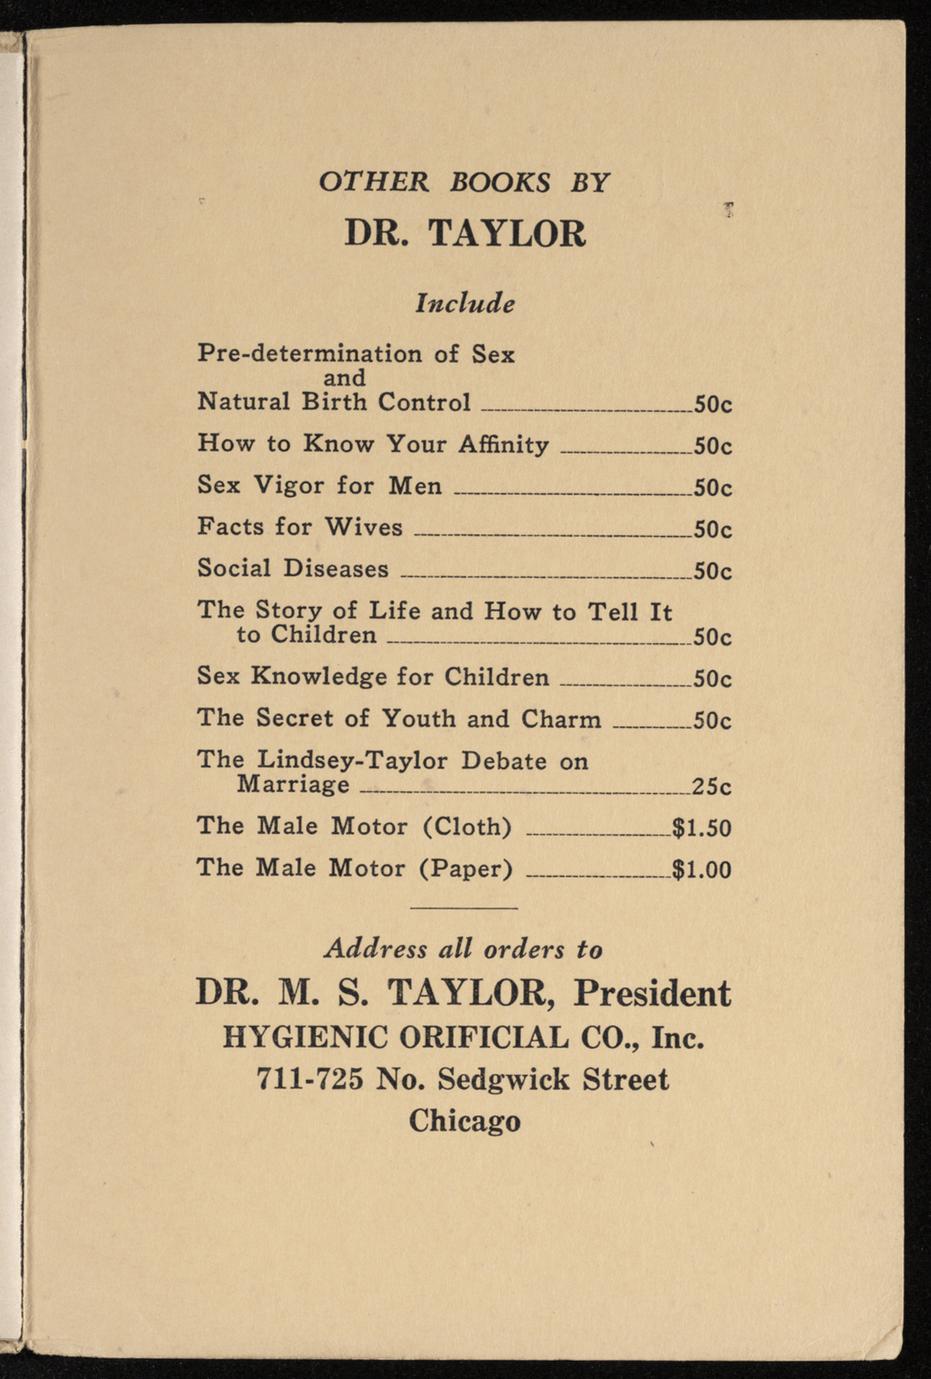 OTHER BOOKS BY
DR. TAYLOR
Include
Pre-determination of Sex
and
Natural Birth Control 50c
How to Know Your Affinity 50c
Sex Vigor for Men 50c
Facts for Wives 50c
Social Diseases 50c
The Story of Life and How to Tell It
to Children 50c
Sex Knowledge for Children 50c
The Secret of Youth and Charm 50c
The Lindsey-Taylor Debate on
Marriage 25c
The Male Motor (Cloth) $1.50
The Male Motor (Paper) $1.00
Address all orders to
DR. M. S. TAYLOR, President
HYGIENIC ORIFICIAL CO., Inc.
711-725 No. Sedgwick Street
Chicago